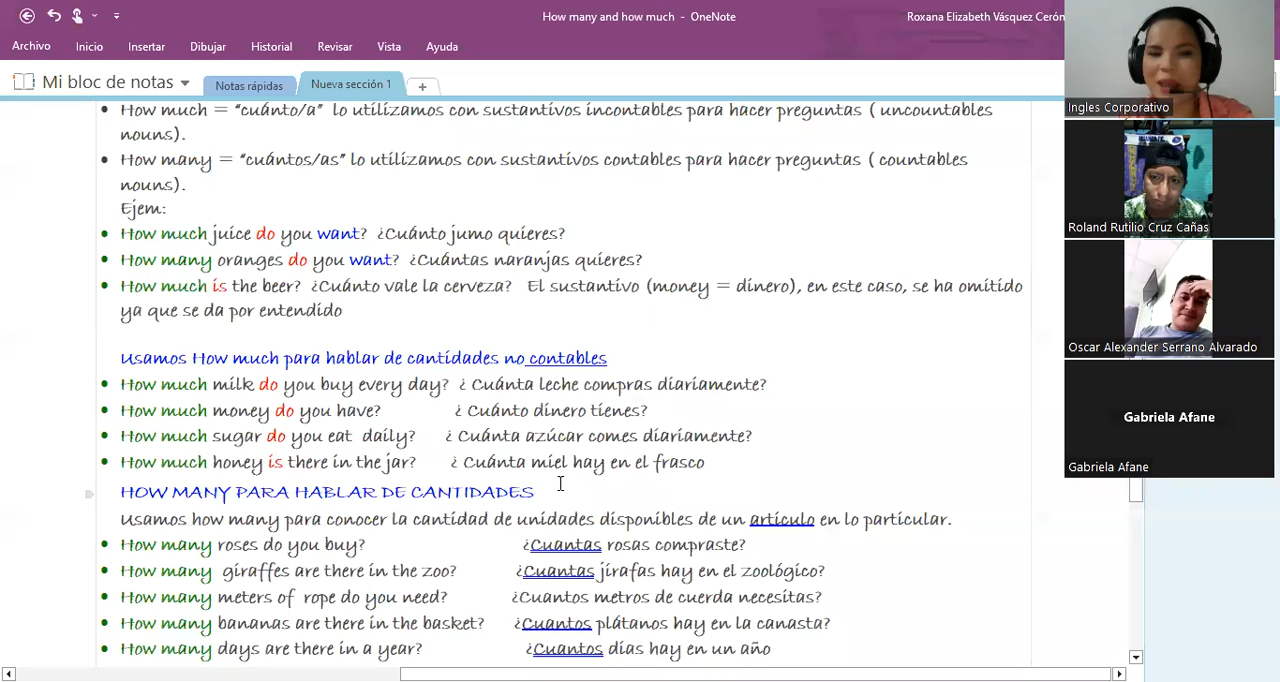 How many and how much - OneNote
Roxana Elizabeth Vásquez Cerón
Archivo Inicio Insertar Dibujar Historial Revisar Vista Ayuda
Mi bloc de notas Notas rápidas Nueva sección 1 +
• How much = "cuánto/a" lo utilizamos con sustantivos incontables para hacer preguntas ( uncountables
nouns).
• How many = "cuántos/as" lo utilizamos con sustantivos contables para hacer preguntas ( countables
nouns).
Ejem:
• How much juice do you want? ¿Cuánto jumo quieres?
• How many oranges do you want? ¿Cuántas naranjas quieres?
• How much is the beer? ¿Cuánto vale la cerveza? El sustantivo (money = dinero), en este caso, se ha omitido
ya que se da por entendido
Usamos How much para hablar de cantidades no contables
• How much milk do you buy every day? ¿ Cuánta leche compras diariamente?
• How much money do you have? ¿ Cuánto dinero tienes?
• How much sugar do you eat daily? ¿ Cuánta azúcar comes diariamente?
• How much honey is there in the jar? ¿ Cuánta miel hay en el frasco
HOW MANY PARA HABLAR DE CANTIDADES
Usamos how many para conocer la cantidad de unidades disponibles de un artículo en lo particular.
• How many roses do you buy? ¿Cuantas rosas compraste?
• How many giraffes are there in the zoo? ¿Cuantas jirafas hay en el zoológico?
• How many meters of rope do you need? ¿Cuantos metros de cuerda necesitas?
• How many bananas are there in the basket? ¿Cuantos plátanos hay en la canasta?
• How many days are there in a year? ¿Cuantos días hay en un año
Ingles Corporativo
Roland Rutilio Cruz Cañas
Oscar Alexander Serrano Alvarado
Gabriela Afane
Gabriela Afane